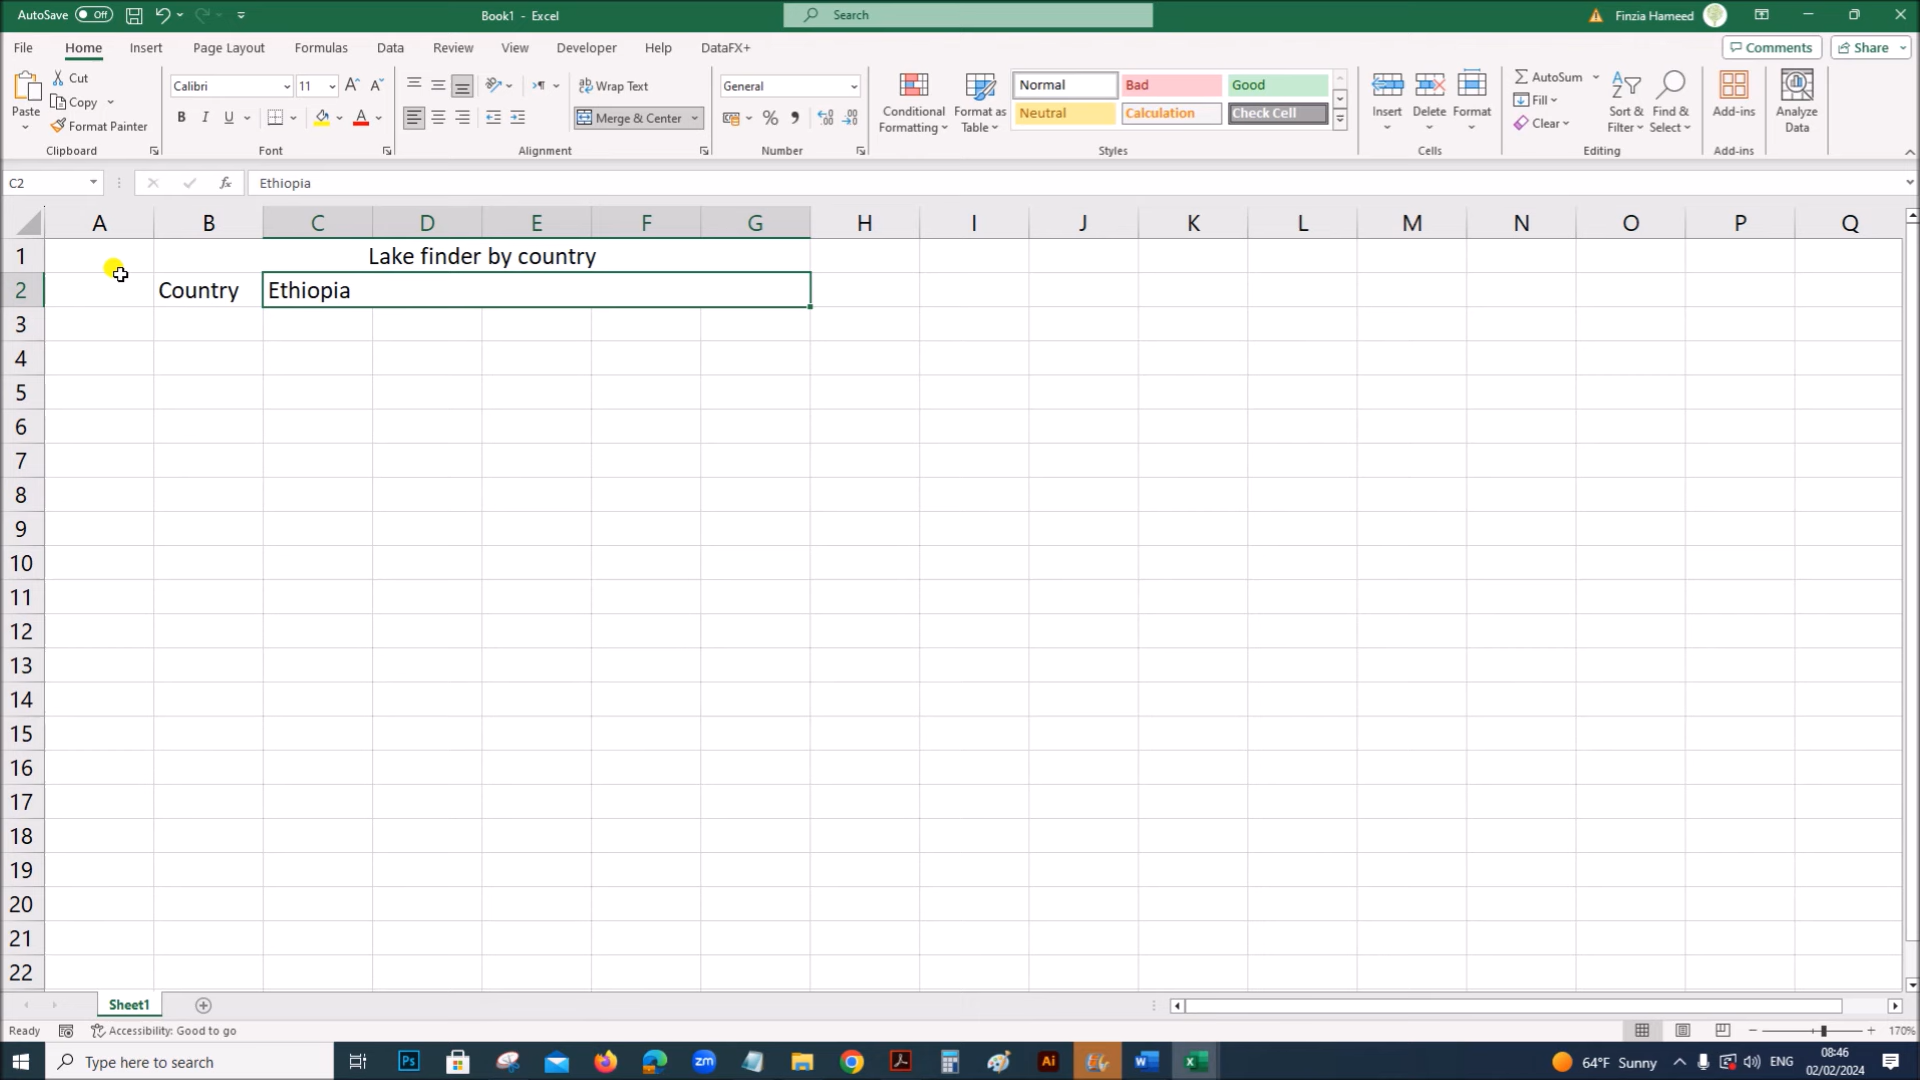 AutoSave Off Book1 - Excel Search Finzia Hameed
File Home Insert Page Layout Formulas Data Review View Developer Help DataFX+ Comments Share
Paste Cut Copy Format Painter Clipboard
Calibri 11 B I U Font
Wrap Text Merge & Center Alignment
General % Number
Conditional Formatting Format as Table Normal Bad Good Neutral Calculation Check Cell Styles
Insert Delete Format Cells
AutoSum Fill Clear Sort & Filter Find & Select Editing
Add-ins Add-ins
Analyze Data
C2 fx Ethiopia
A B C D E F G H I J K L M N O P Q
1 Lake finder by country
2 Country Ethiopia
3
4
5
6
7
8
9
10
11
12
13
14
15
16
17
18
19
20
21
22
Sheet1
Ready Accessibility: Good to go 170%
Type here to search Ps zm Ai 64°F Sunny ENG 08:46
02/02/2024